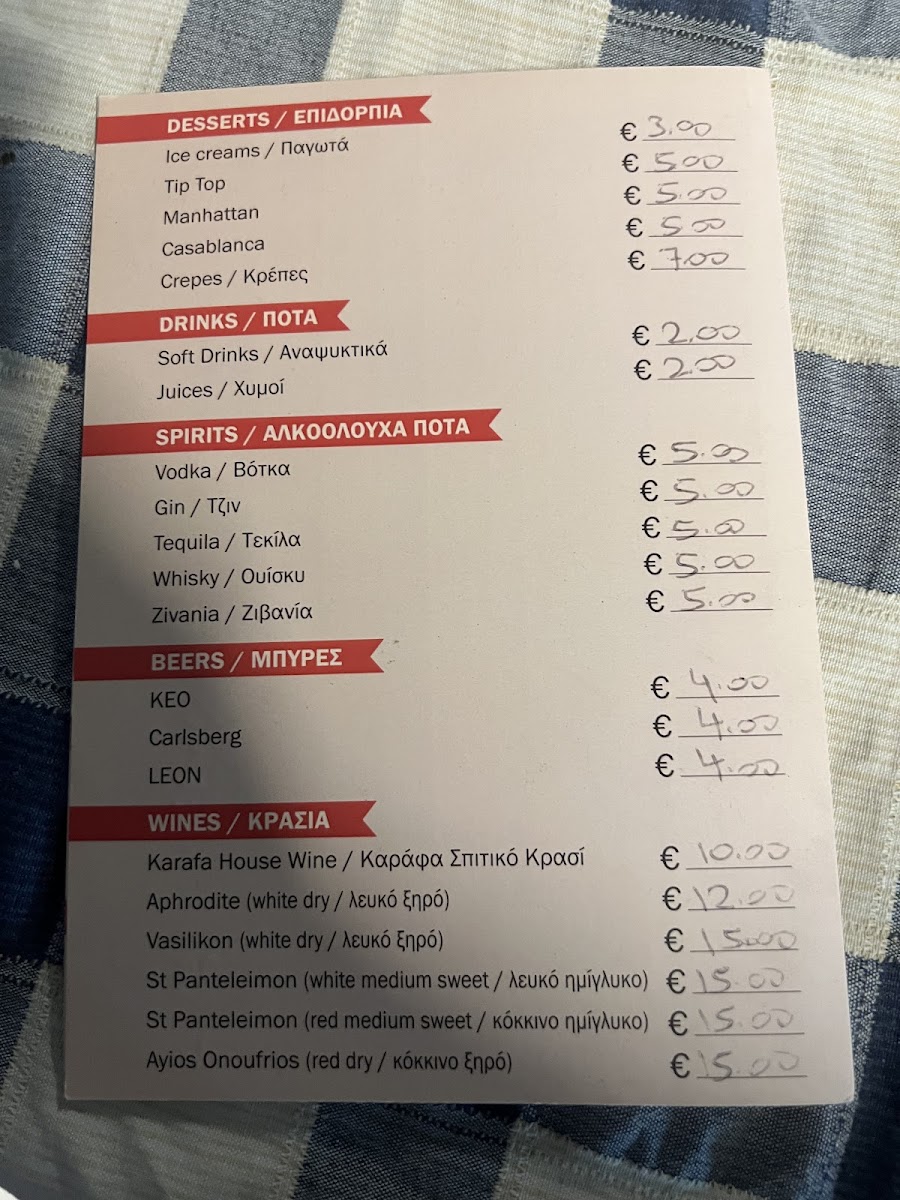 DESSERTS / ΕΠΙΔΟΡΠΙΑ
Ice creams / Παγωτά € 3.00
Tip Top € 500
Manhattan € 5.00
Casablanca € 500
Crepes / Κρέπες € 7.00
DRINKS / ΠΟΤΑ
Soft Drinks / Αναψυκτικά € 2.00
Juices / Χυμοί € 2.00
SPIRITS / ΑΛΚΟΟΛΟΥΧΑ ΠΟΤΑ
Vodka / Βότκα € 5.00
Gin / Τζιν € 5.00
Tequila / Τεκίλα € 5.00
Whisky / Ουίσκυ € 5.00
Zivania / Ζιβανία € 5.00
BEERS / ΜΠΥΡΕΣ
KEO € 4.00
Carlsberg € 4.00
LEON € 4.00
WINES / ΚΡΑΣΙΑ
Karafa House Wine / Καράφα Σπιτικό Κρασί € 10.00
Aphrodite (white dry / λευκό ξηρό) € 12.00
Vasilikon (white dry / λευκό ξηρό) € 15.00
St Panteleimon (white medium sweet / λευκό ημίγλυκο) € 15.00
St Panteleimon (red medium sweet / κόκκινο ημίγλυκο) € 15.00
Ayios Onoufrios (red dry / κόκκινο ξηρό) € 15.00